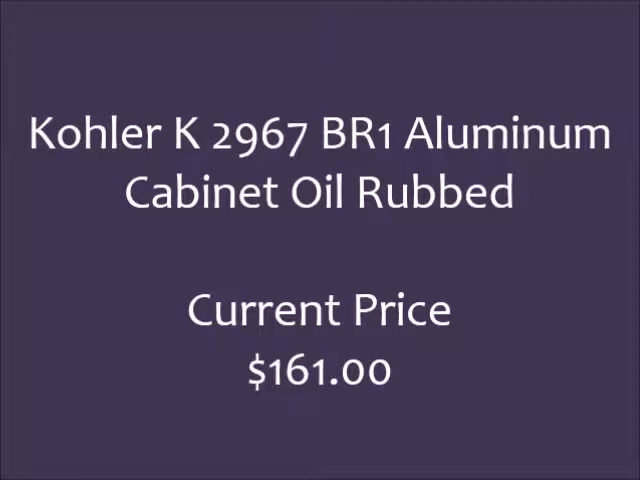 Kohler K 2967 BR1 Aluminum
Cabinet Oil Rubbed
Current Price
$161.00